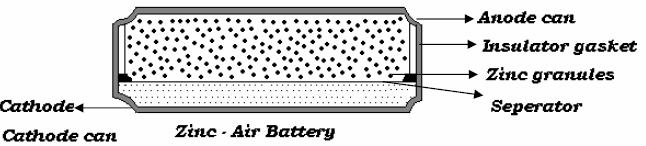 Anode can
Insulator gasket
Zinc granules
Seperator
Cathode
Cathode can
Zinc - Air Battery